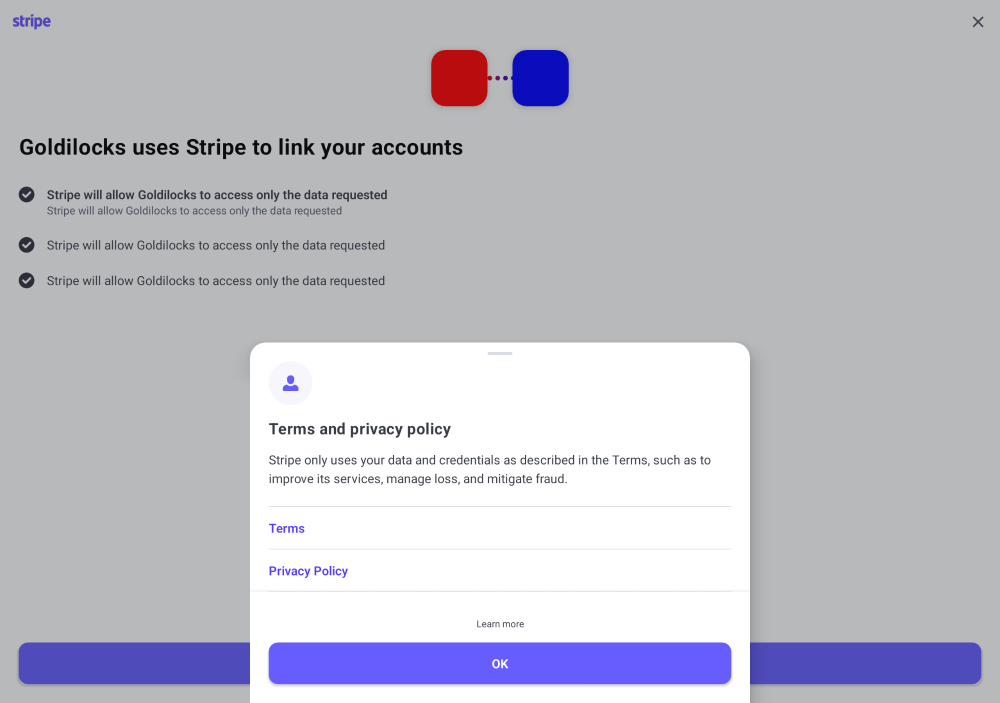 stripe
Goldilocks uses Stripe to link your accounts
Stripe will allow Goldilocks to access only the data requested
Stripe will allow Goldilocks to access only the data requested
Stripe will allow Goldilocks to access only the data requested
Stripe will allow Goldilocks to access only the data requested
Terms and privacy policy
Stripe only uses your data and credentials as described in the Terms, such as to
improve its services, manage loss, and mitigate fraud.
Terms
Privacy Policy
Learn more
OK